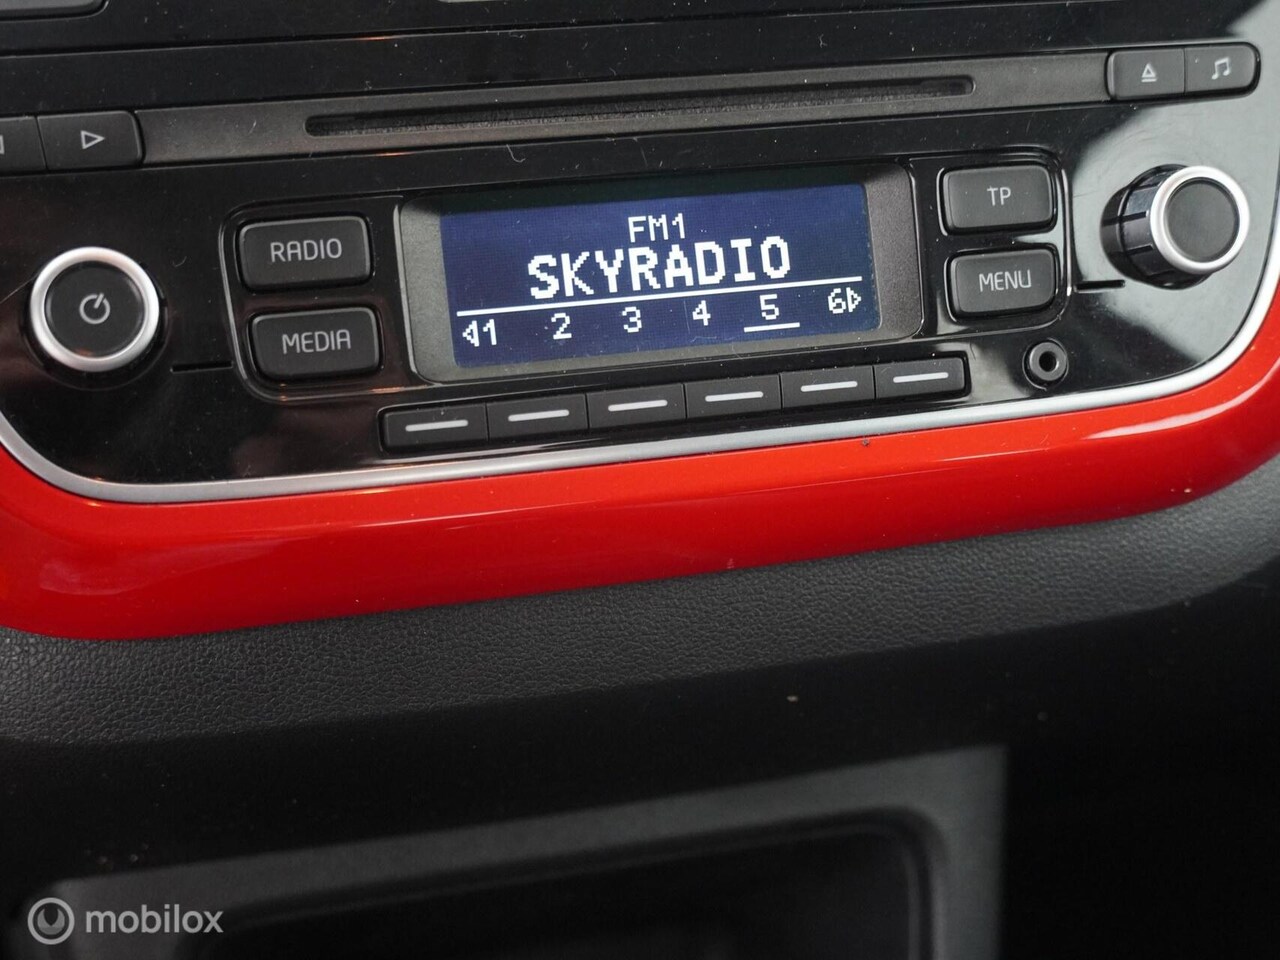 TP
RADIO
FM1
SKYRADIO
MENU
MEDIA
1 2 3 4 5 6
mobilox